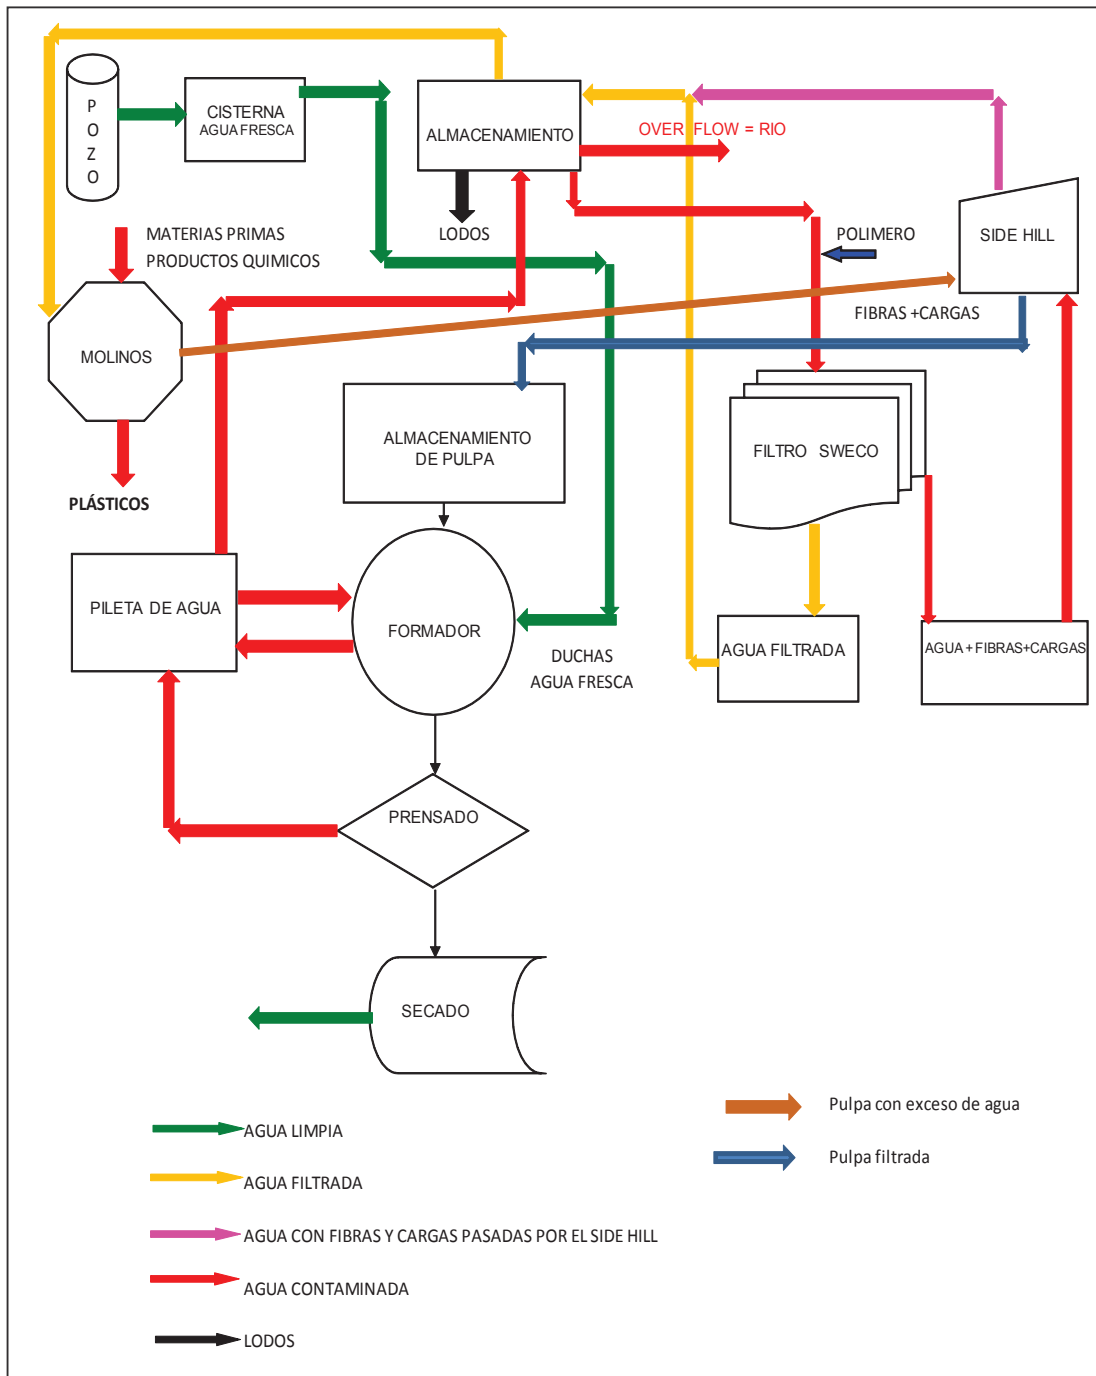 POZO
CISTERNA
AGUA FRESCA
ALMACENAMIENTO
OVER FLOW = RIO
LODOS
POLIMERO
SIDE HILL
MATERIAS PRIMAS
PRODUCTOS QUIMICOS
FIBRAS +CARGAS
MOLINOS
PLÁSTICOS
ALMACENAMIENTO
DE PULPA
FILTRO SWECO
PILETA DE AGUA
FORMADOR
DUCHAS
AGUA FRESCA
AGUA FILTRADA
AGUA + FIBRAS+CARGAS
PRENSADO
SECADO
AGUA LIMPIA
AGUA FILTRADA
AGUA CON FIBRAS Y CARGAS PASADAS POR EL SIDE HILL
AGUA CONTAMINADA
LODOS
Pulpa con exceso de agua
Pulpa filtrada